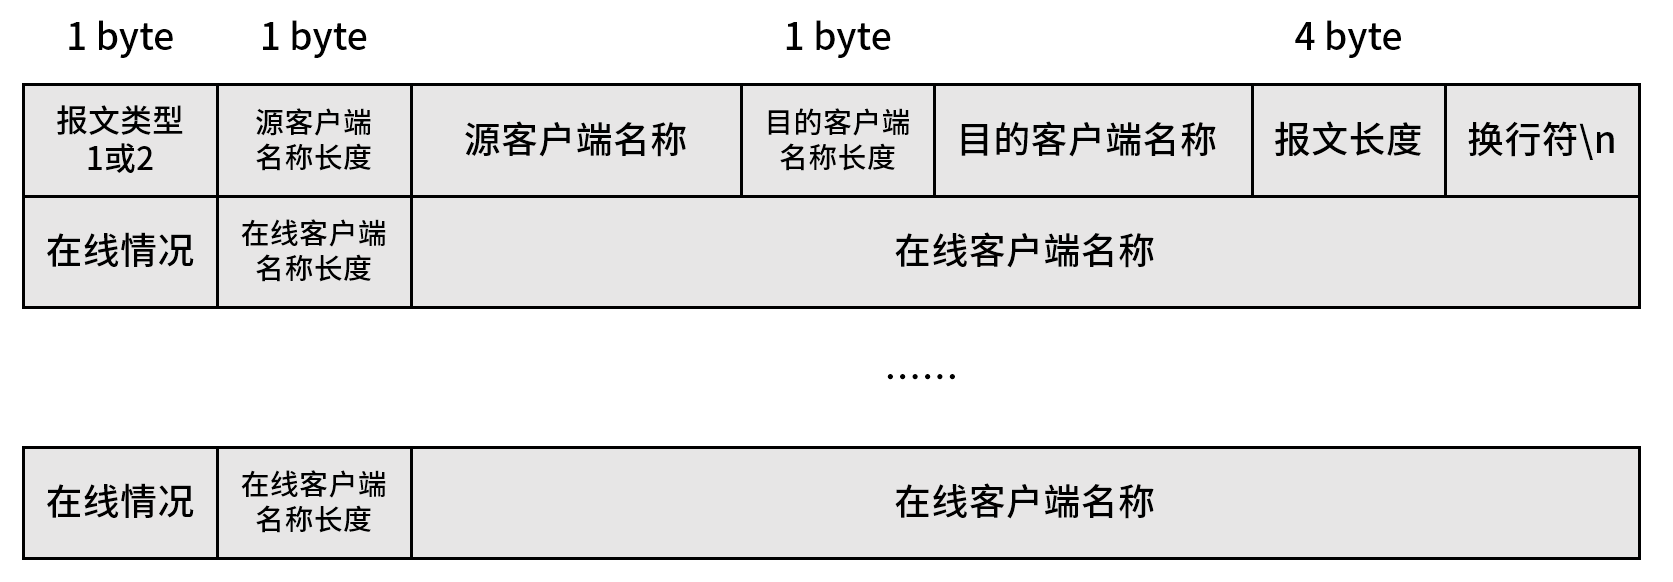 1 byte 1 byte 1 byte 4 byte
报文类型
1或2
源客户端
名称长度
源客户端名称
目的客户端
名称长度
目的客户端名称
报文长度
换行符\n
在线情况
在线客户端
名称长度
在线客户端名称
······
在线情况
在线客户端
名称长度
在线客户端名称